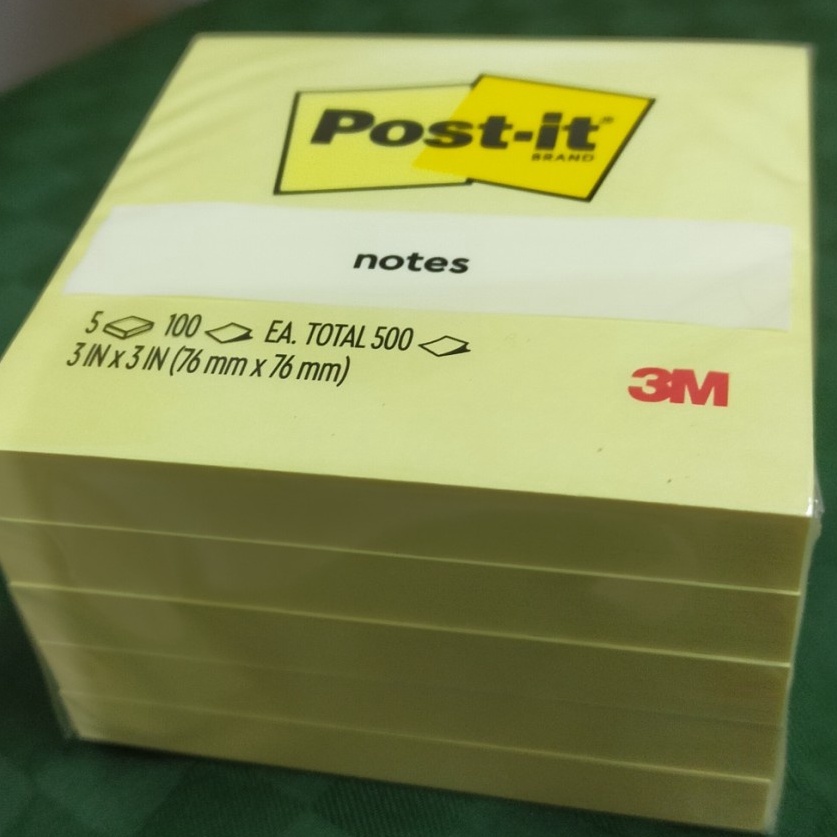 Post-it®
BRAND
notes
5 100 EA. TOTAL 500
3 IN x 3 IN (76 mm x 76 mm)
3M